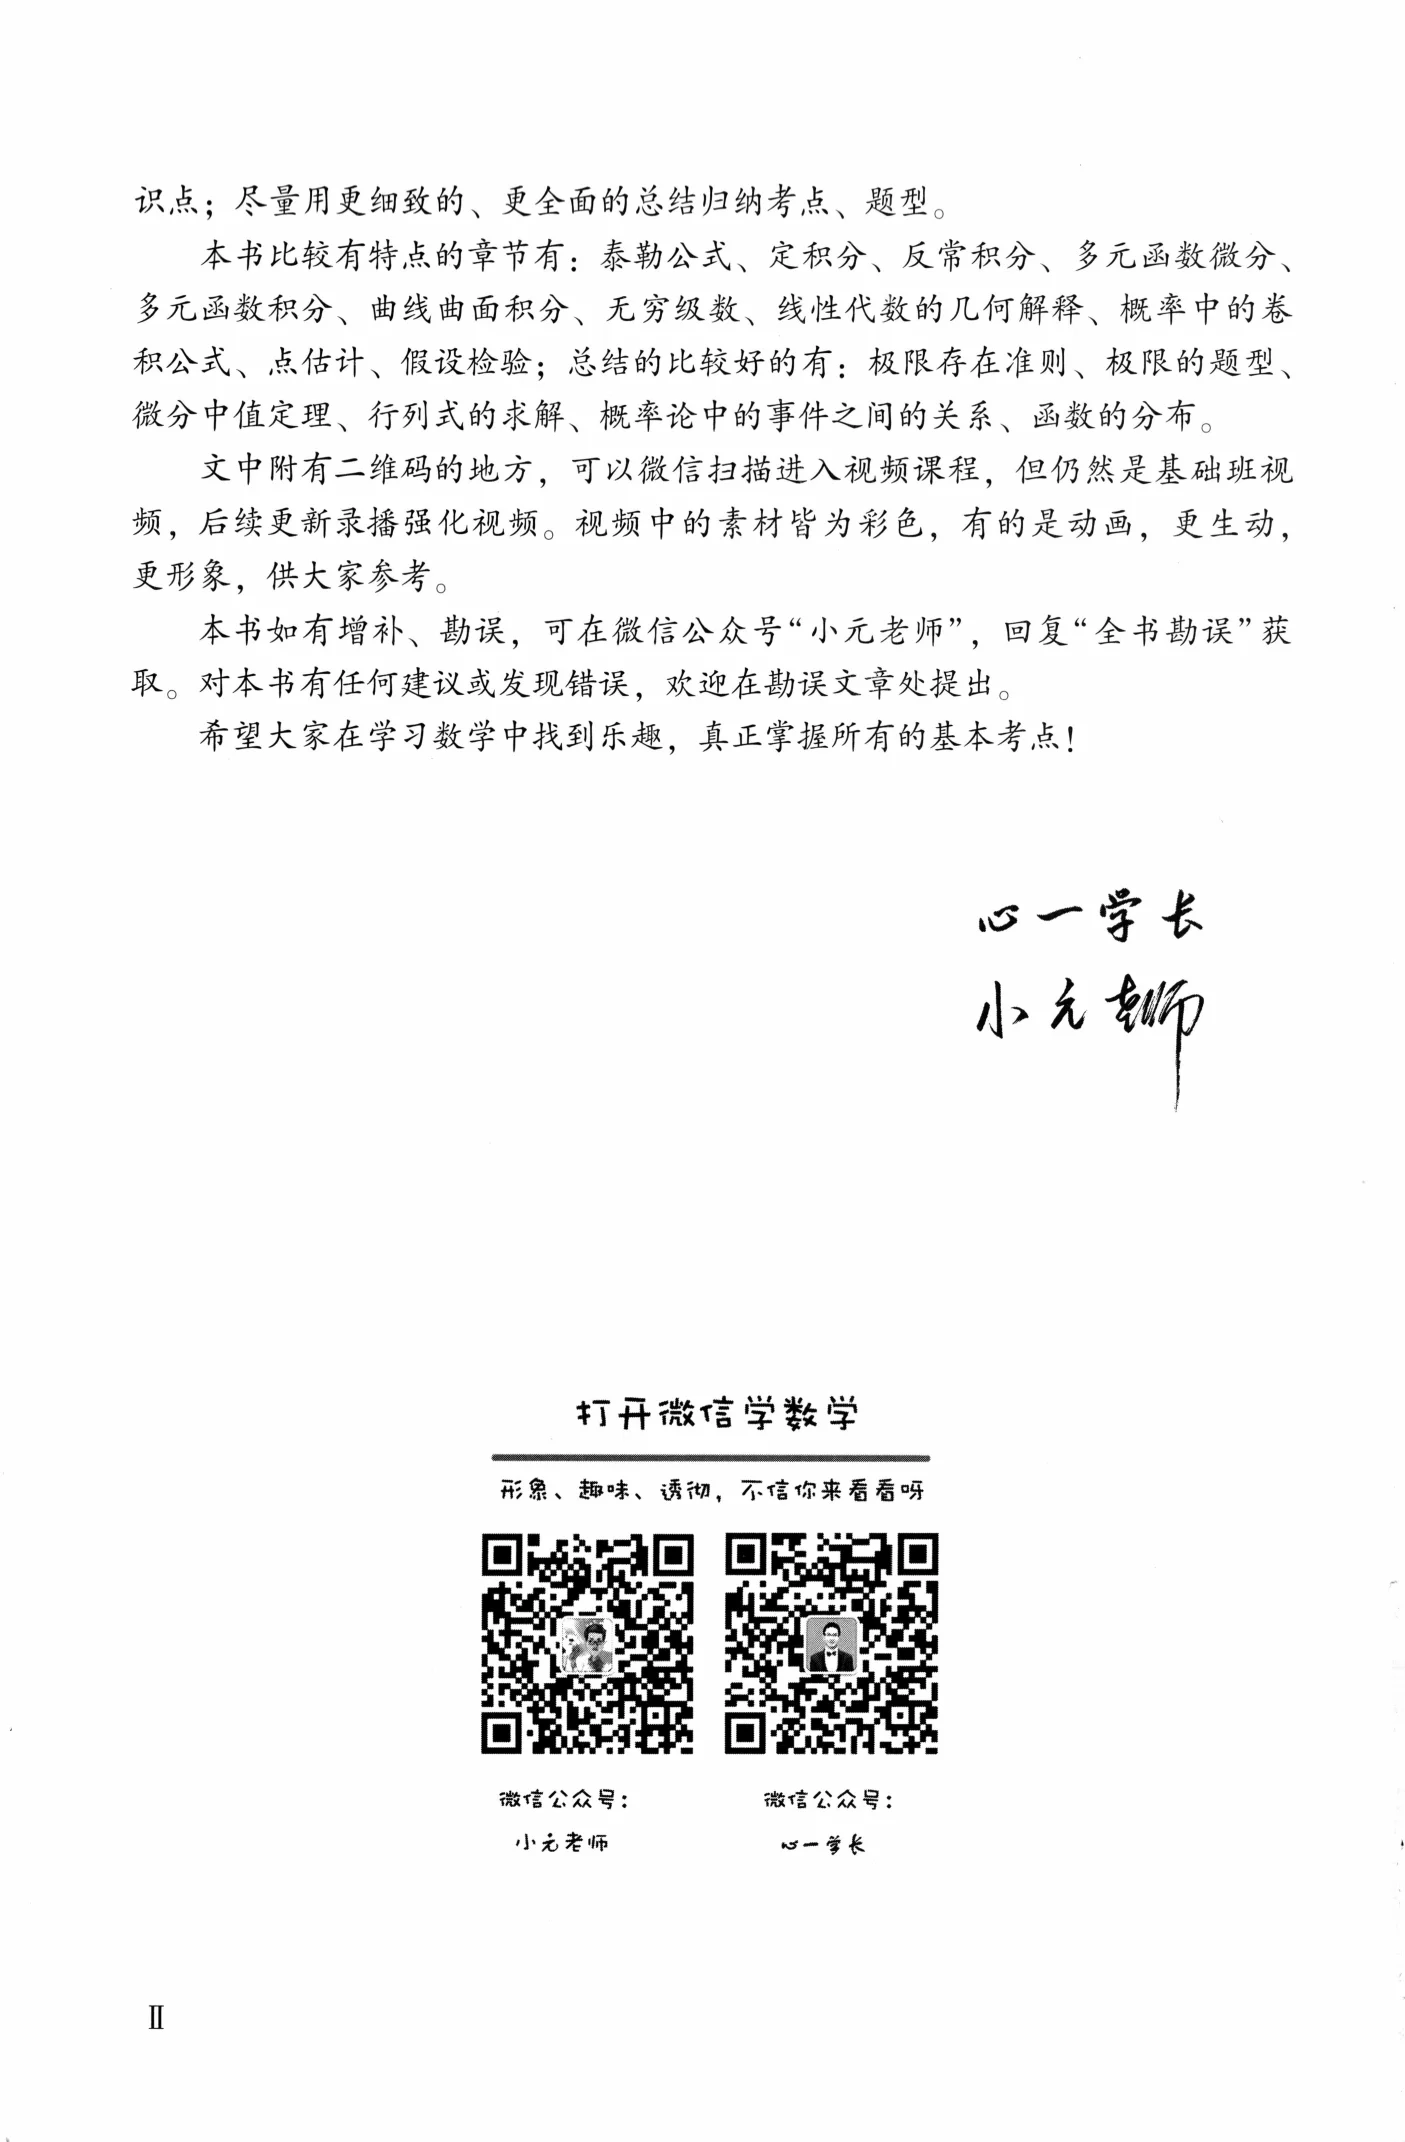 识点；尽量用更细致的、更全面的总结归纳考点、题型。
本书比较有特点的章节有：泰勒公式、定积分、反常积分、多元函数微分、
多元函数积分、曲线曲面积分、无穷级数、线性代数的几何解释、概率中的卷
积公式、点估计、假设检验；总结的比较好的有：极限存在准则、极限的题型、
微分中值定理、行列式的求解、概率论中的事件之间的关系、函数的分布。
文中附有二维码的地方，可以微信扫描进入视频课程，但仍然是基础班视
频，后续更新录播强化视频。视频中的素材皆为彩色，有的是动画，更生动，
更形象，供大家参考。
本书如有增补、勘误，可在微信公众号“小元老师”，回复“全书勘误”获
取。对本书有任何建议或发现错误，欢迎在勘误文章处提出。
希望大家在学习数学中找到乐趣，真正掌握所有的基本考点！
心一学长
小元老师
打开微信学数学
形象、趣味、透彻，不信你来看看呀
微信公众号：
小元老师
微信公众号：
心一学长
Ⅱ